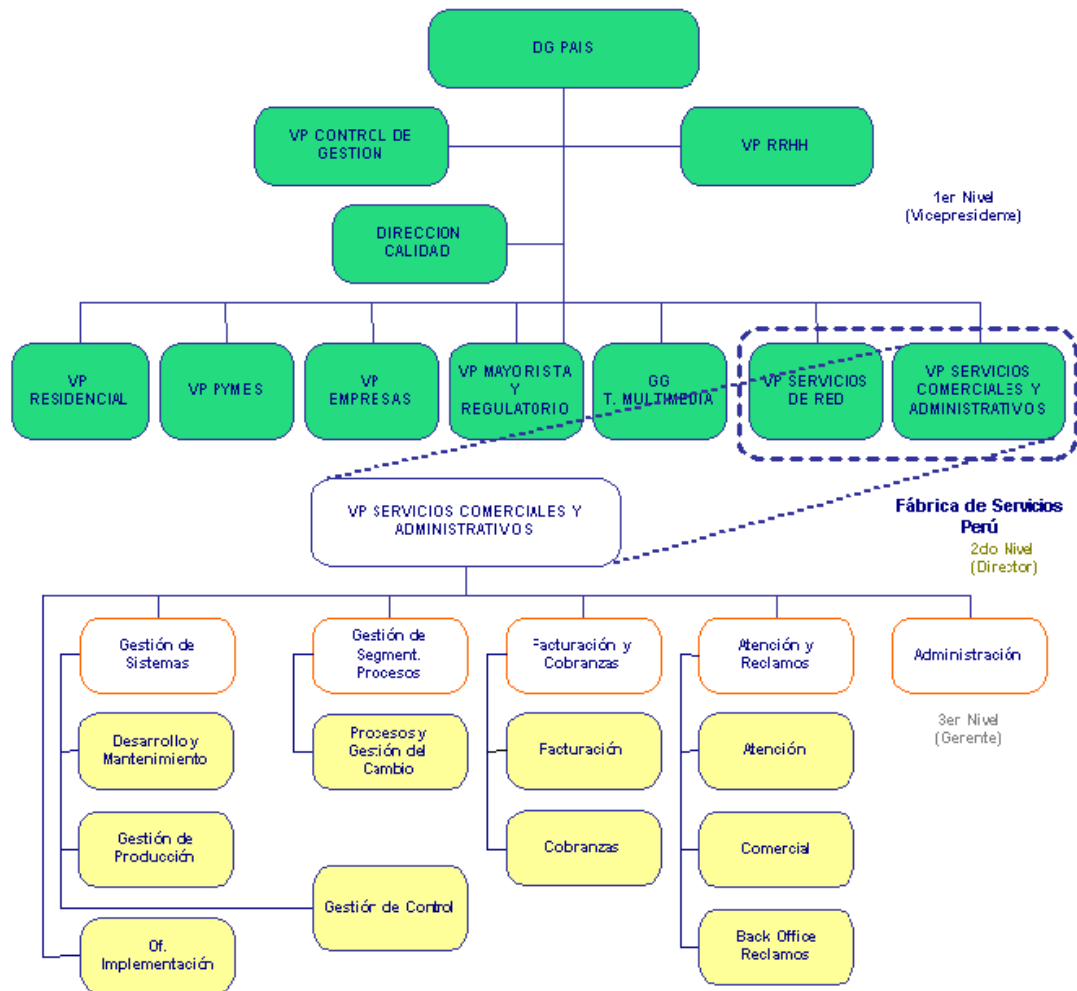 DG PAIS
VP CONTROL DE
GESTION
VP RRHH
1er Nivel
(Vicepresidente)
DIRECCION
CALIDAD
VP
RESIDENCIAL
VP PYMES
VP
EMPRESAS
VP MAYORISTA
Y
REGULATORIO
GG
T. MULTIMEDIA
VP SERVICIOS
DE RED
VP SERVICIOS
COMERCIALES Y
ADMINISTRATIVOS
VP SERVICIOS COMERCIALES Y
ADMINISTRATIVOS
Fábrica de Servicios
Perú
2do Nivel
(Director)
Gestión de
Sistemas
Gestión de
Segment.
Procesos
Facturación y
Cobranzas
Atención y
Reclamos
Administración
3er Nivel
(Gerente)
Desarrollo y
Mantenimiento
Procesos y
Gestión del
Cambio
Facturación
Atención
Gestión de
Producción
Cobranzas
Comercial
Gestión de Control
Of.
Implementación
Back Office
Reclamos